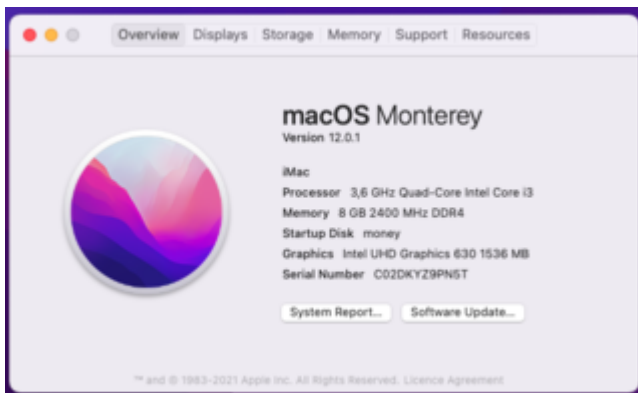 Overview Displays Storage Memory Support Resources
macOS Monterey
Version 12.0.1
iMac
Processor 3,6 GHz Quad-Core Intel Core i3
Memory 8 GB 2400 MHz DDR4
Startup Disk money
Graphics Intel UHD Graphics 630 1536 MB
Serial Number C02DKYZ9PN5T
System Report... Software Update...
™ and © 1983-2021 Apple Inc. All Rights Reserved. Licence Agreement